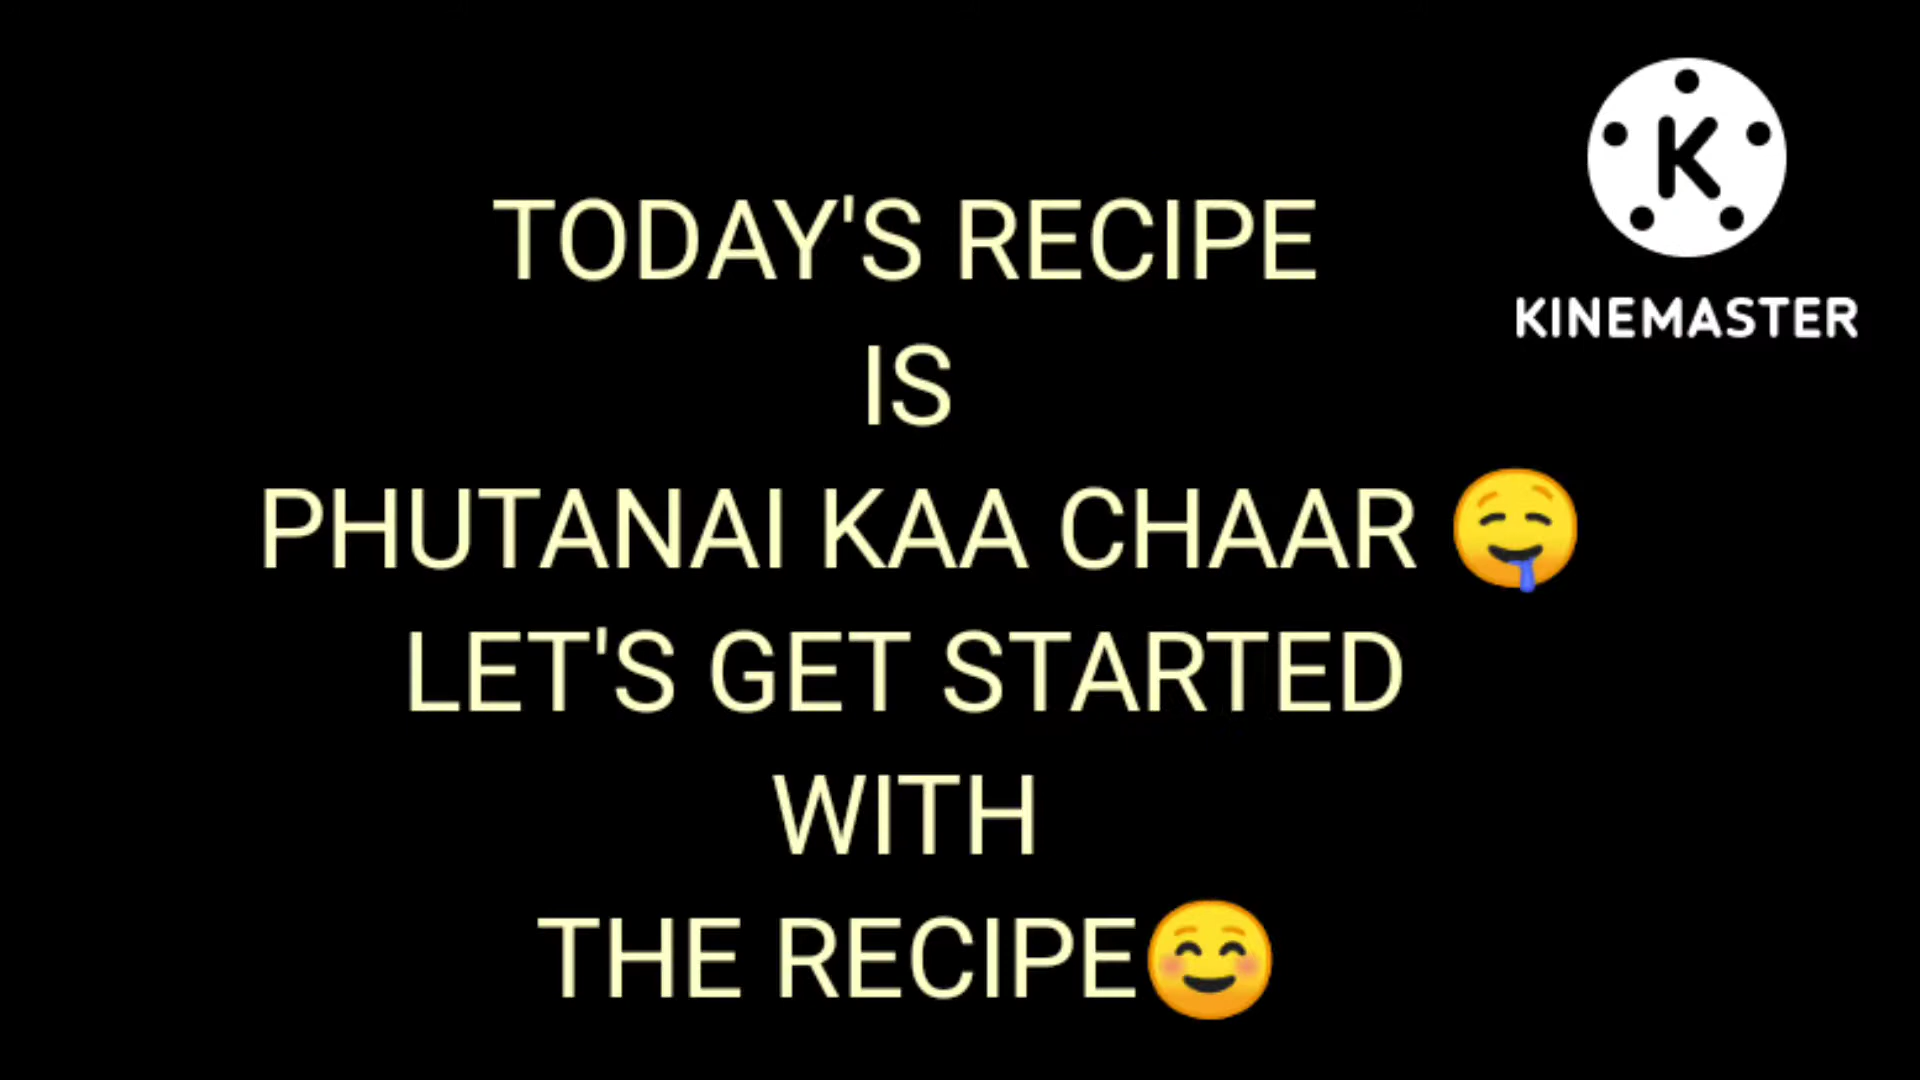 TODAY'S RECIPE
IS
PHUTANAI KAA CHAAR 🤤
LET'S GET STARTED
WITH
THE RECIPE☺️
K
KINEMASTER